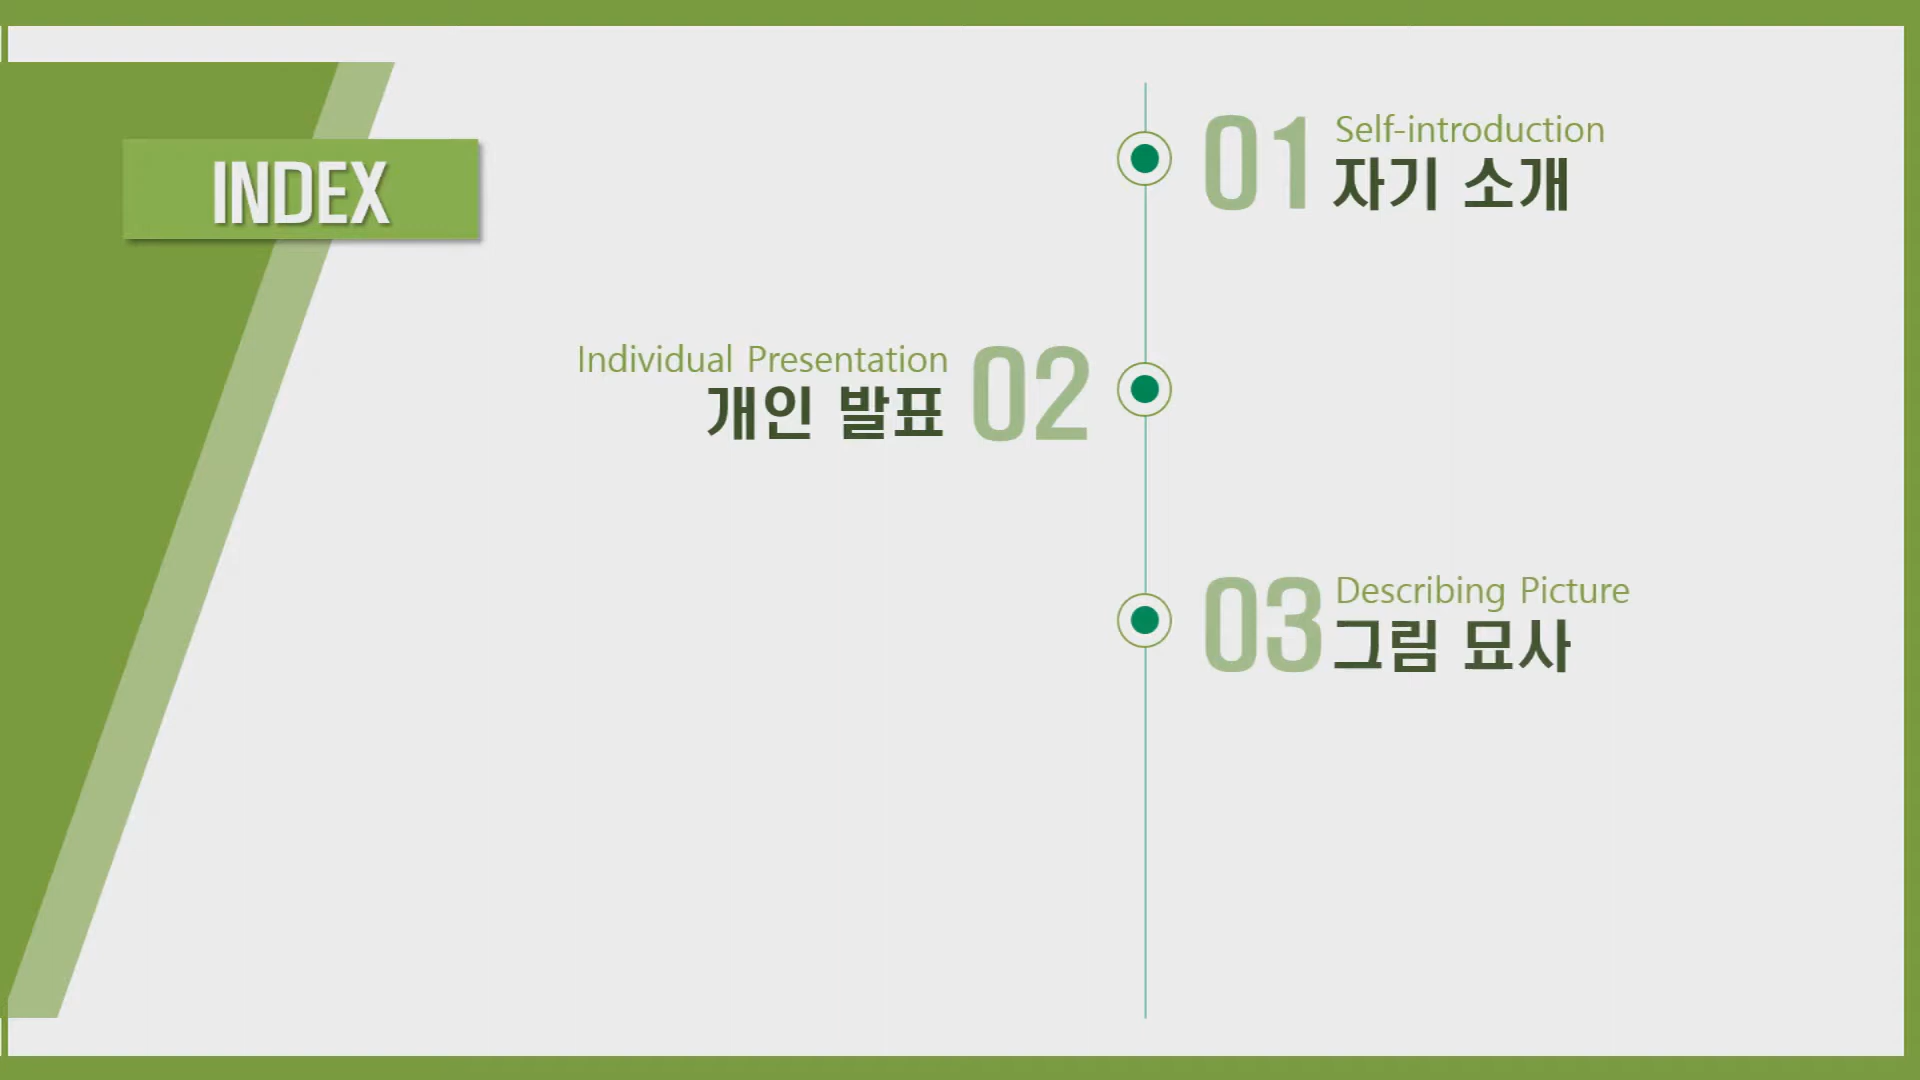 INDEX
01
Self-introduction
자기 소개
Individual Presentation
개인 발표
02
03
Describing Picture
그림 묘사